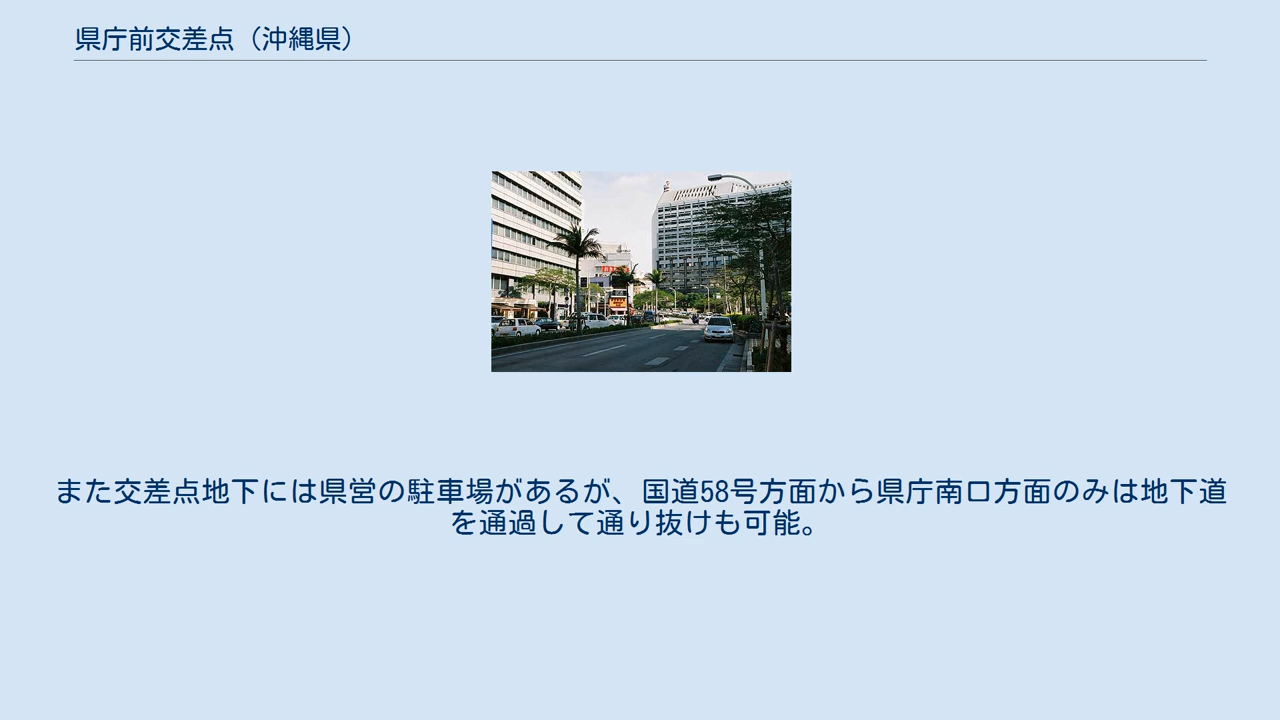 県庁前交差点（沖縄県）
また交差点地下には県営の駐車場があるが、国道58号方面から県庁南口方面のみは地下道
を通過して通り抜けも可能。